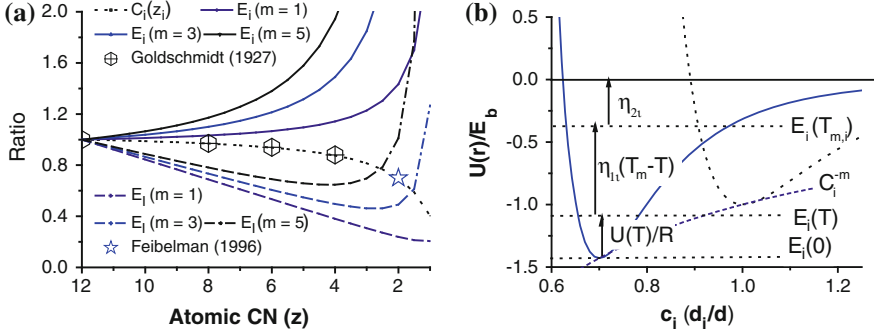 (a)
C_i(z_i) E_i (m = 1)
E_i (m = 3) E_i (m = 5)
Goldschmidt (1927)
2.0
1.6
1.2
0.8
0.4
0.0
Ratio
E_I (m = 1)
E_I (m = 3) E_I (m = 5)
Feibelman (1996)
12 10 8 6 4 2
Atomic CN (z)
(b)
0.5
0.0
-0.5
-1.0
-1.5
U(r)/E_b
η_2i
E_i(T_m,i)
η_1i(T_m-T)
C_i^-m
E_i(T)
U(T)/R
E_i(0)
0.6 0.8 1.0 1.2
c_i (d_i/d)